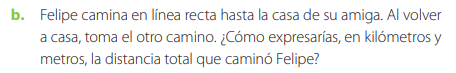 b. Felipe camina en línea recta hasta la casa de su amiga. Al volver
a casa, toma el otro camino. ¿Cómo expresarías, en kilómetros y
metros, la distancia total que caminó Felipe?